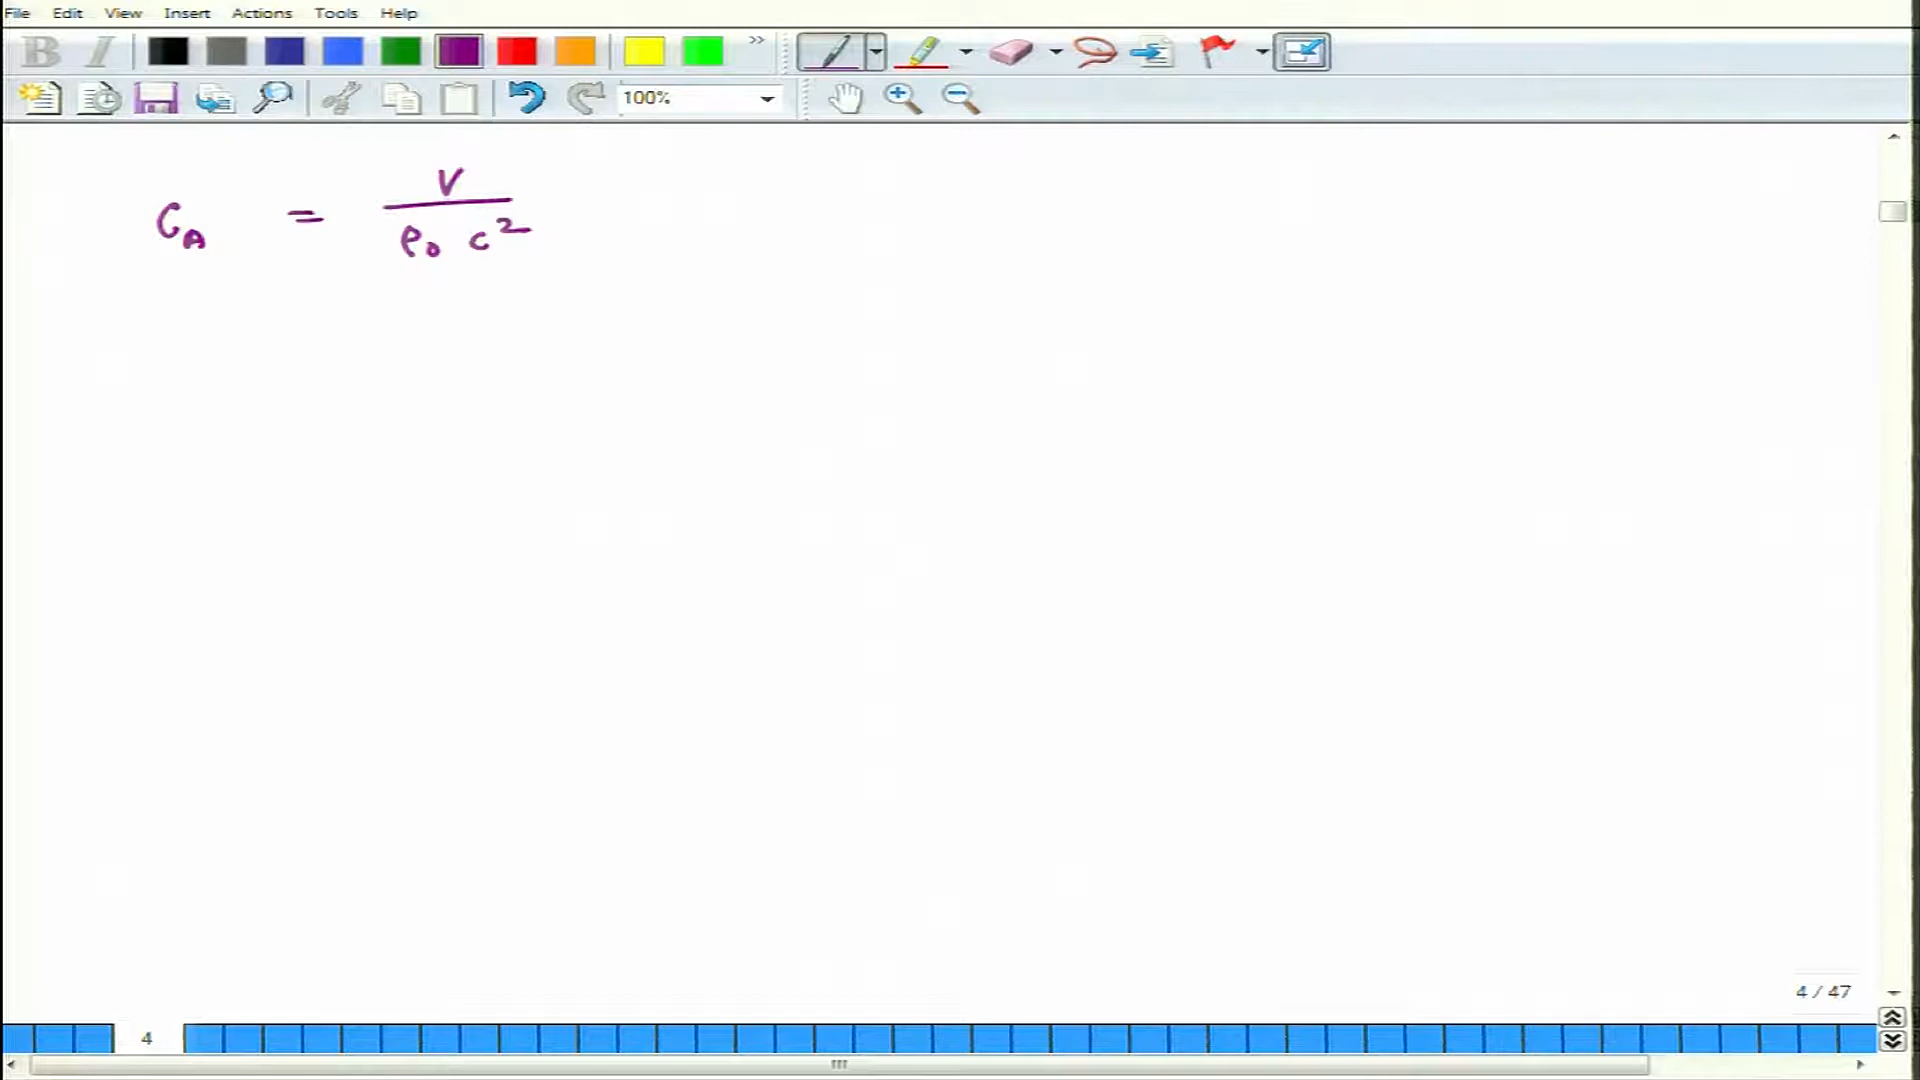 File Edit View Insert Actions Tools Help
B I »
100%
C_A = V / ρ₀ c²
4 / 47
4